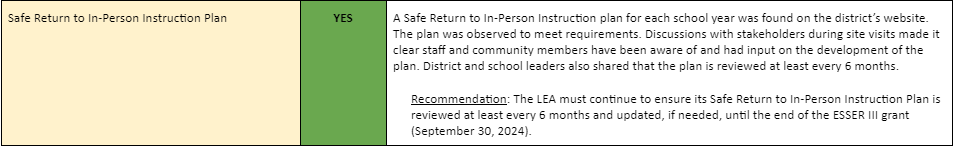 Safe Return to In-Person Instruction Plan
YES
A Safe Return to In-Person Instruction plan for each school year was found on the district's website.
The plan was observed to meet requirements. Discussions with stakeholders during site visits made it
clear staff and community members have been aware of and had input on the development of the
plan. District and school leaders also shared that the plan is reviewed at least every 6 months.
Recommendation: The LEA must continue to ensure its Safe Return to In-Person Instruction Plan is
reviewed at least every 6 months and updated, if needed, until the end of the ESSER III grant
(September 30, 2024).